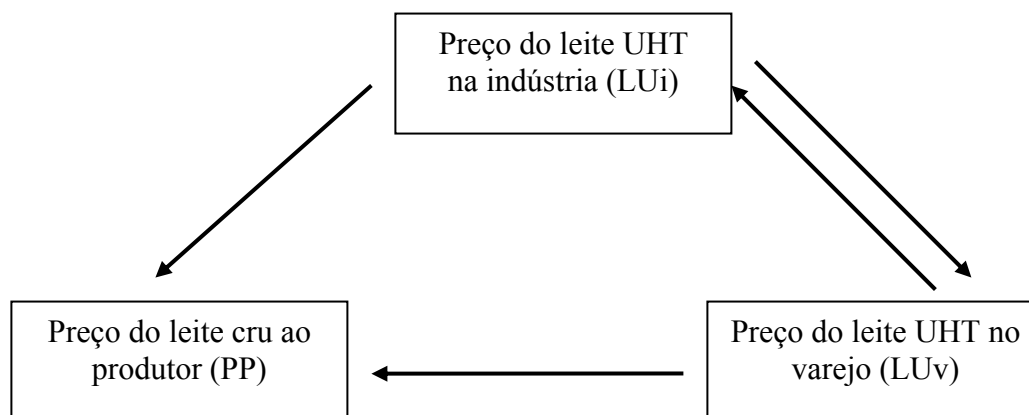 Preço do leite UHT
na indústria (LUi)
Preço do leite cru ao
produtor (PP)
Preço do leite UHT no
varejo (LUv)